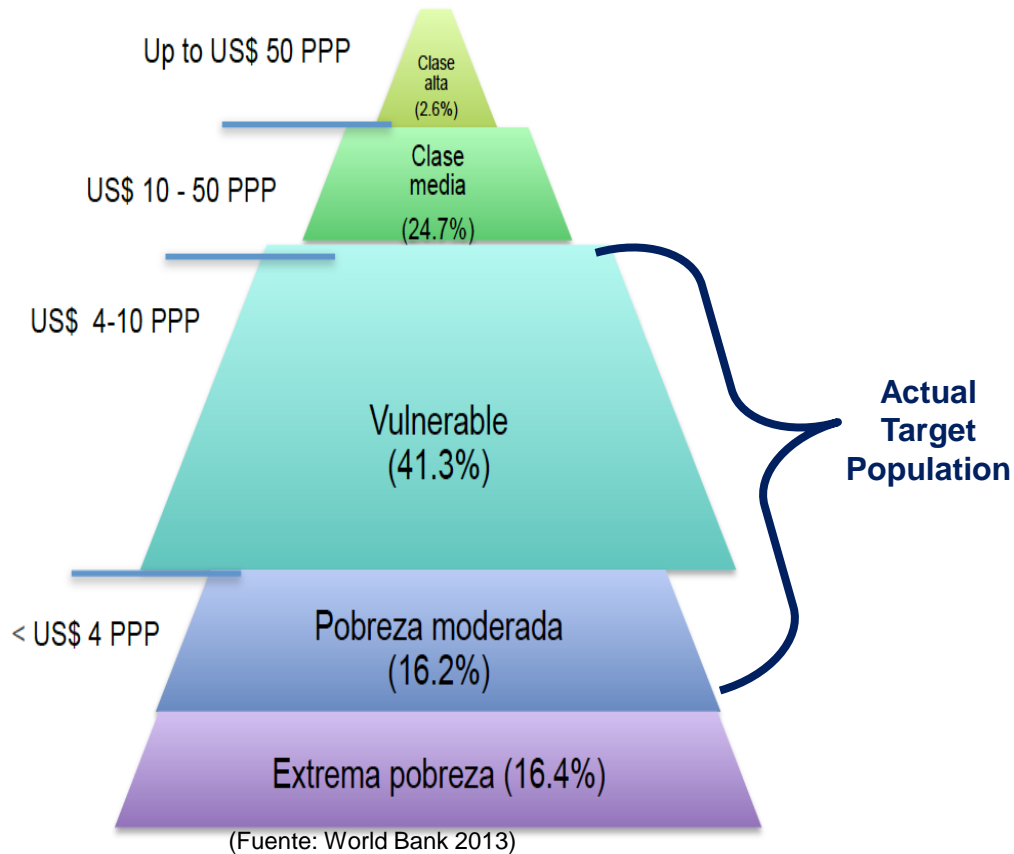 Up to US$ 50 PPP
Clase
alta
(2.6%)
US$ 10 - 50 PPP
Clase
media
(24.7%)
US$ 4-10 PPP
Vulnerable
(41.3%)
Actual
Target
Population
< US$ 4 PPP
Pobreza moderada
(16.2%)
Extrema pobreza (16.4%)
(Fuente: World Bank 2013)